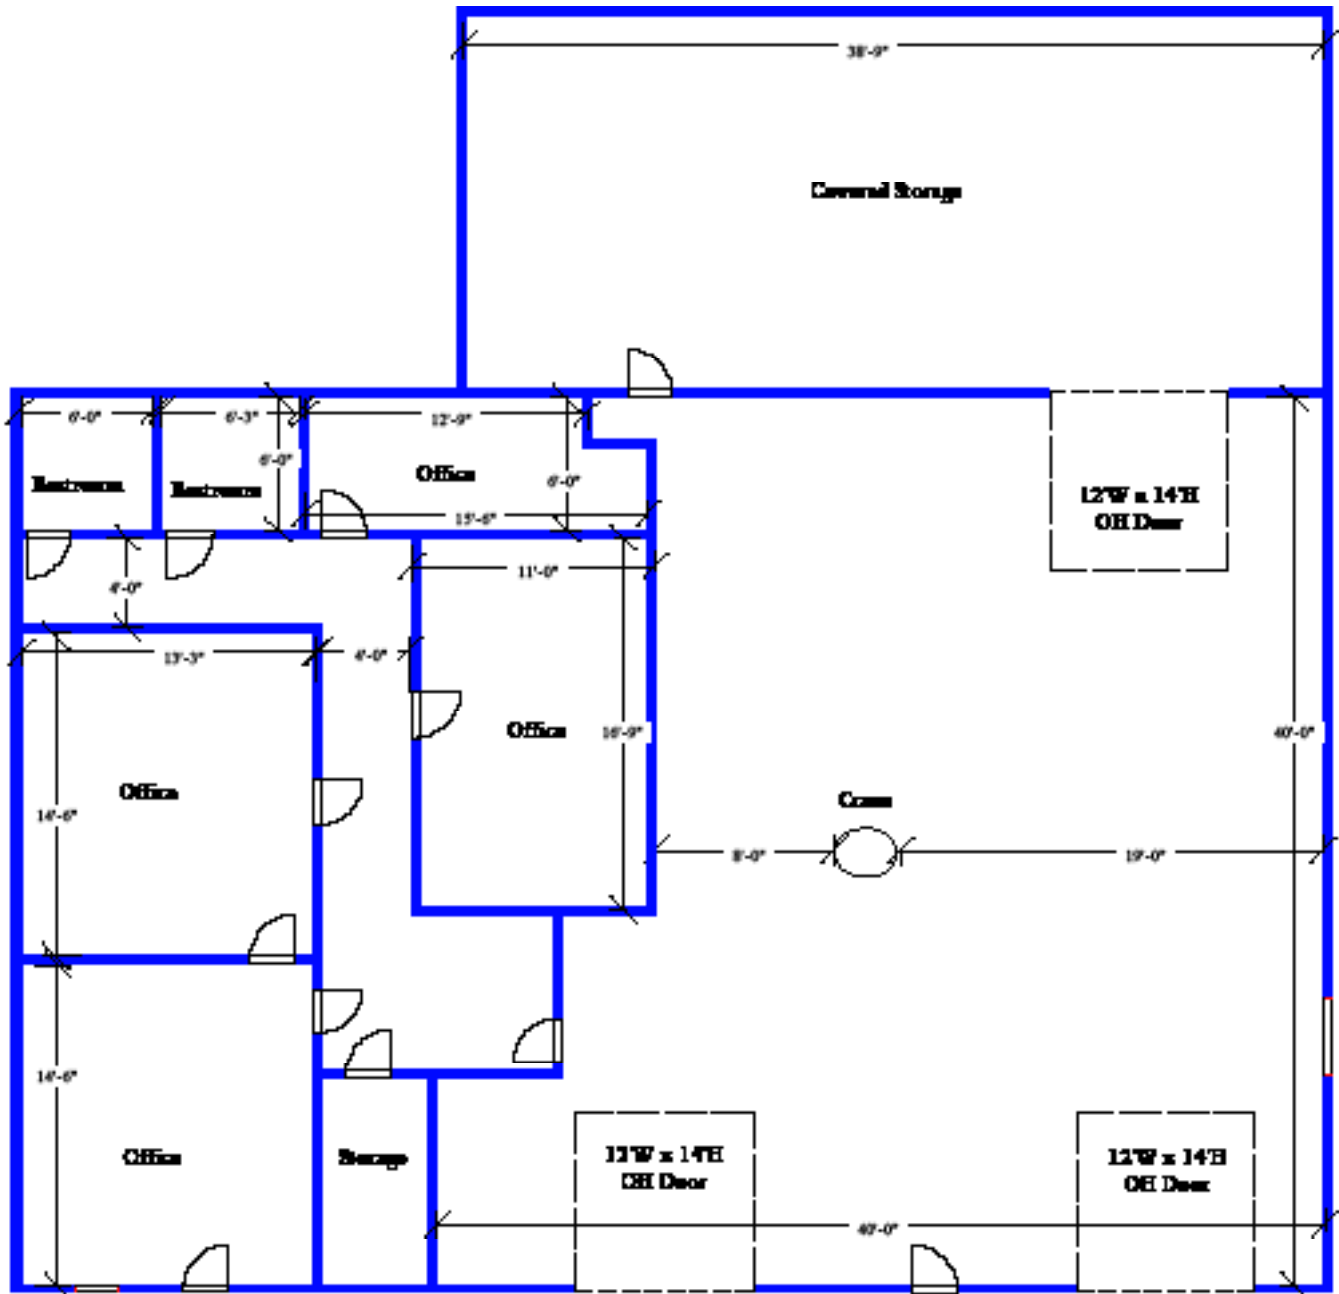 38'-9"
Covered Storage
6'-0"
6'-3"
12'-9"
6'-0"
Office
6'-0"
Restroom
Restroom
12'W x 14'H
OH Door
15'-6"
11'-0"
4'-0"
13'-3"
4'-0"
Office
16'-9"
40'-0"
Office
Crane
14'-6"
8'-0"
19'-0"
14'-6"
Office
Storage
12'W x 14'H
OH Door
12'W x 14'H
OH Door
40'-0"